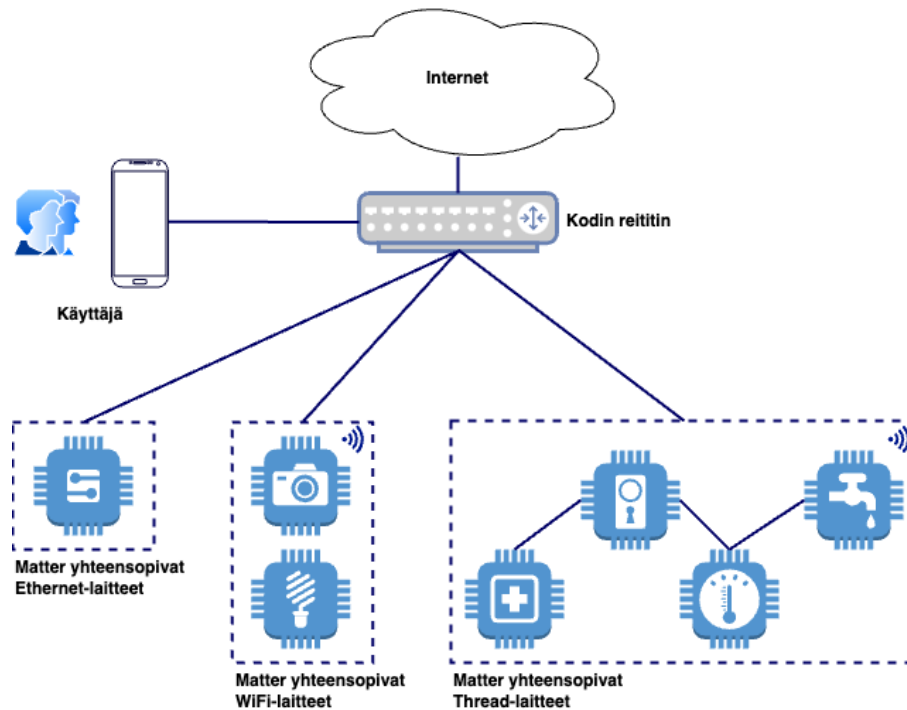 Internet
Kodin reititin
Käyttäjä
Matter yhteensopivat
Ethernet-laitteet
Matter yhteensopivat
WiFi-laitteet
Matter yhteensopivat
Thread-laitteet